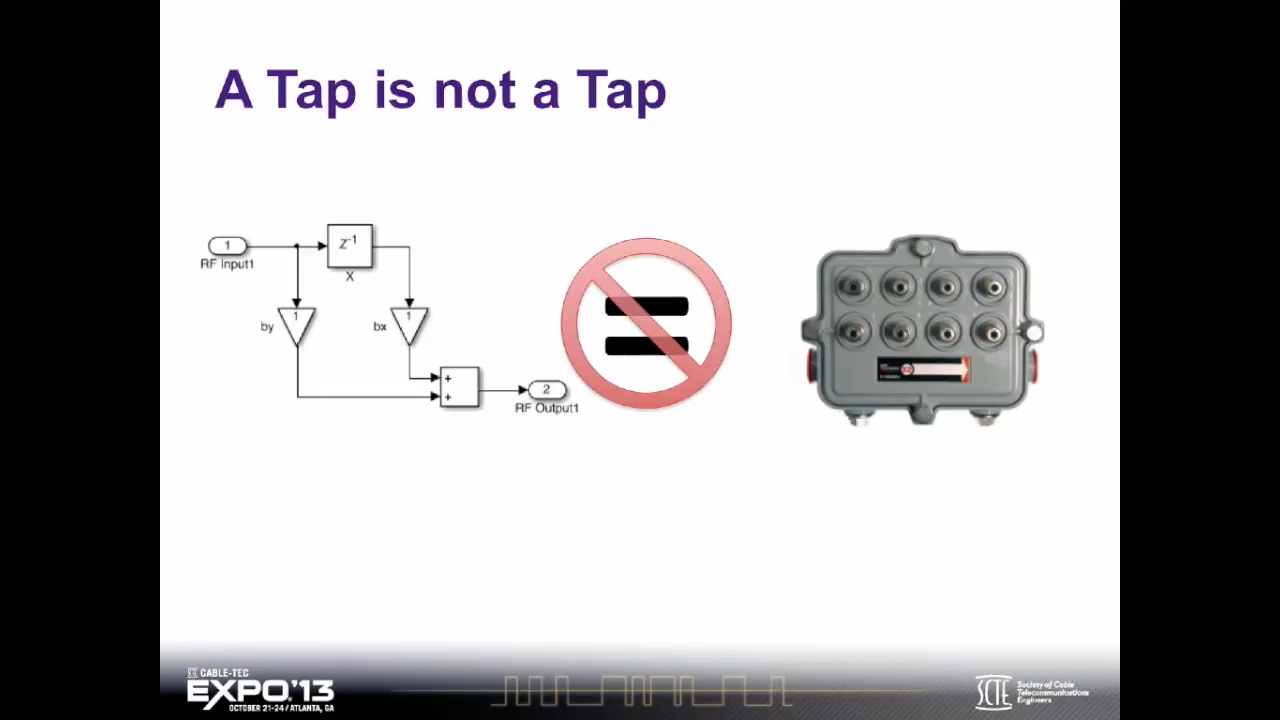 A Tap is not a Tap
1
RF Input1
Z-1
X
by
1
bx
1
+
+
2
RF Output1
SCTE CABLE-TEC
EXPO.'13
OCTOBER 21-24 / ATLANTA, GA
SCTE
Society of Cable
Telecommunications
Engineers